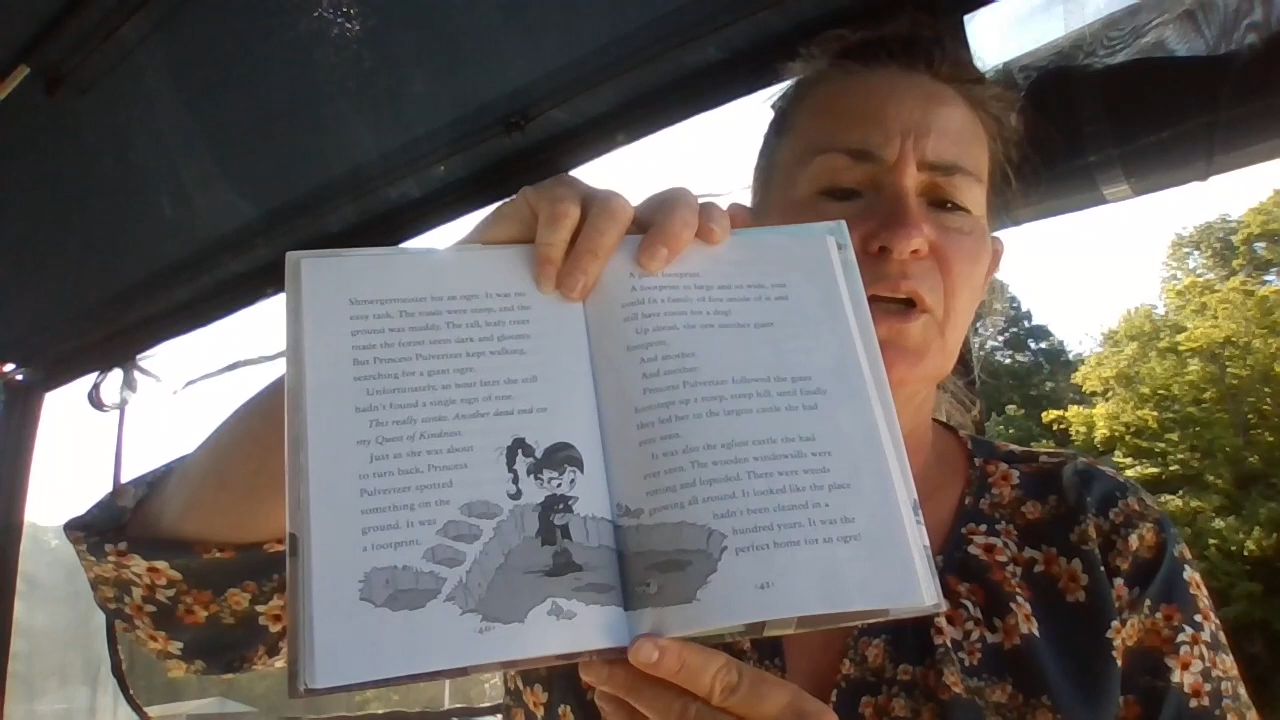 Shmergermeister for an ogre. It was no
easy task. The roads were steep, and the
ground was muddy. The tall, leafy trees
made the forest seem dark and gloomy.
But Princess Pulverizer kept walking,
searching for a giant ogre.
Unfortunately, an hour later she still
hadn't found a single sign of one.
This really stinks. Another dead end on
my Quest of Kindness.
Just as she was about
to turn back, Princess
Pulverizer spotted
something on the
ground. It was
a footprint.
40
A giant footprint.
A footprint so large and so wide, you
could fit a family of four inside of it and
still have room for a dog!
Up ahead, she saw another giant
footprint.
And another.
And another.
Princess Pulverizer followed the giant
footsteps up a steep, steep hill, until finally
they led her to the largest castle she had
ever seen.
It was also the ugliest castle she had
ever seen. The wooden windowsills were
rotting and lopsided. There were weeds
growing all around. It looked like the place
hadn't been cleaned in a
hundred years. It was the
perfect home for an ogre!
41